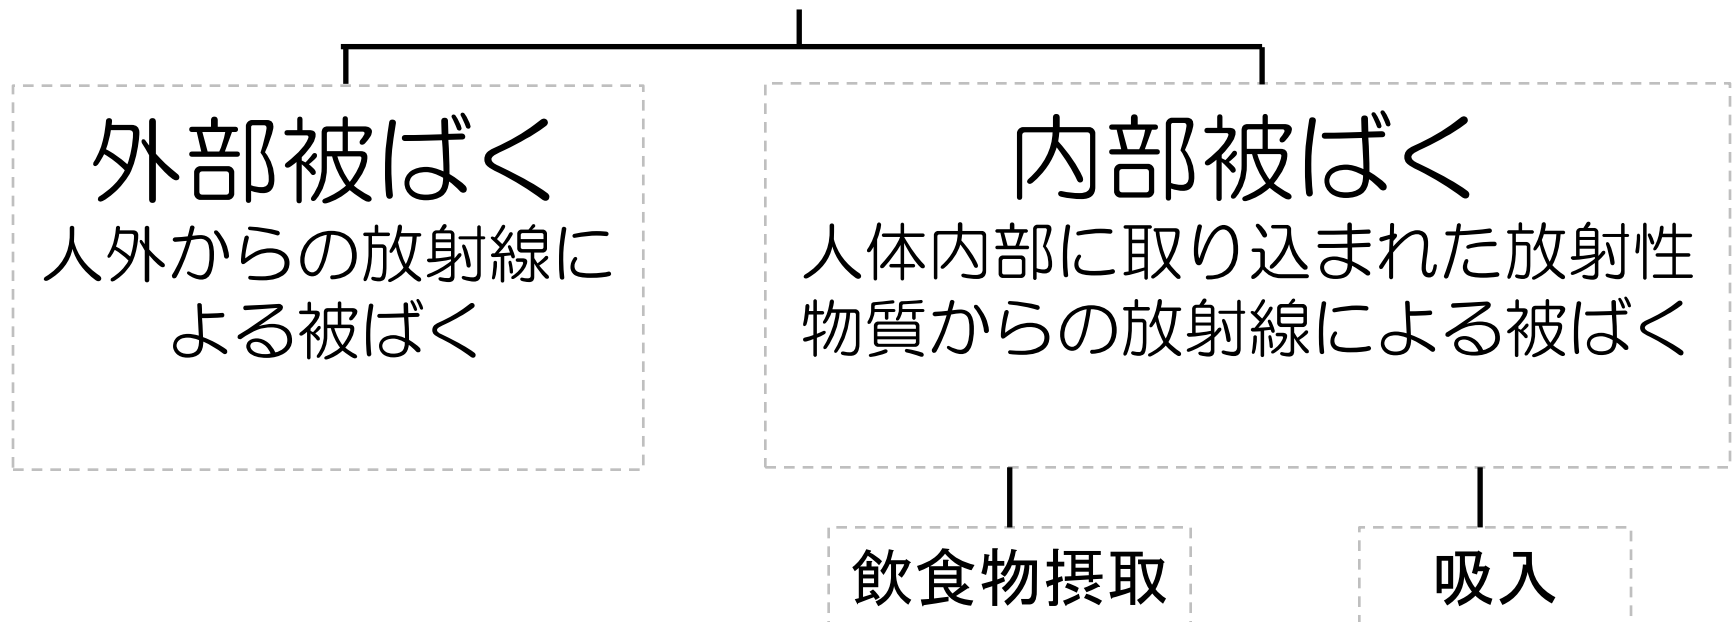 外部被ばく
人外からの放射線に
よる被ばく
内部被ばく
人体内部に取り込まれた放射性
物質からの放射線による被ばく
飲食物摂取
吸入